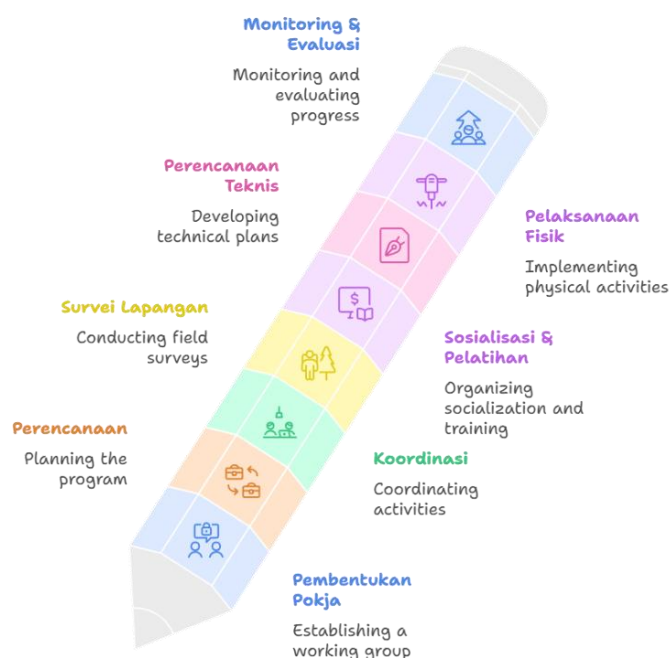 Monitoring &
Evaluasi
Monitoring and
evaluating
progress
Perencanaan
Teknis
Developing
technical plans
Pelaksanaan
Fisik
Implementing
physical activities
Survei Lapangan
Conducting field
surveys
Sosialisasi &
Pelatihan
Organizing
socialization and
training
Perencanaan
Planning the
program
Koordinasi
Coordinating
activities
Pembentukan
Pokja
Establishing a
working group